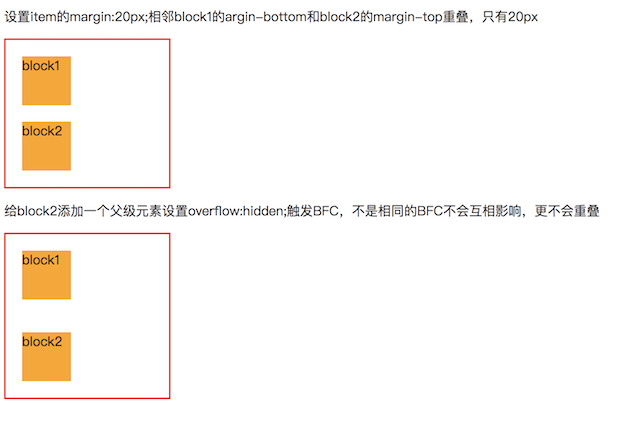 设置item的margin:20px;相邻block1的argin-bottom和block2的margin-top重叠，只有20px
block1
block2
给block2添加一个父级元素设置overflow:hidden;触发BFC，不是相同的BFC不会互相影响，更不会重叠
block1
block2